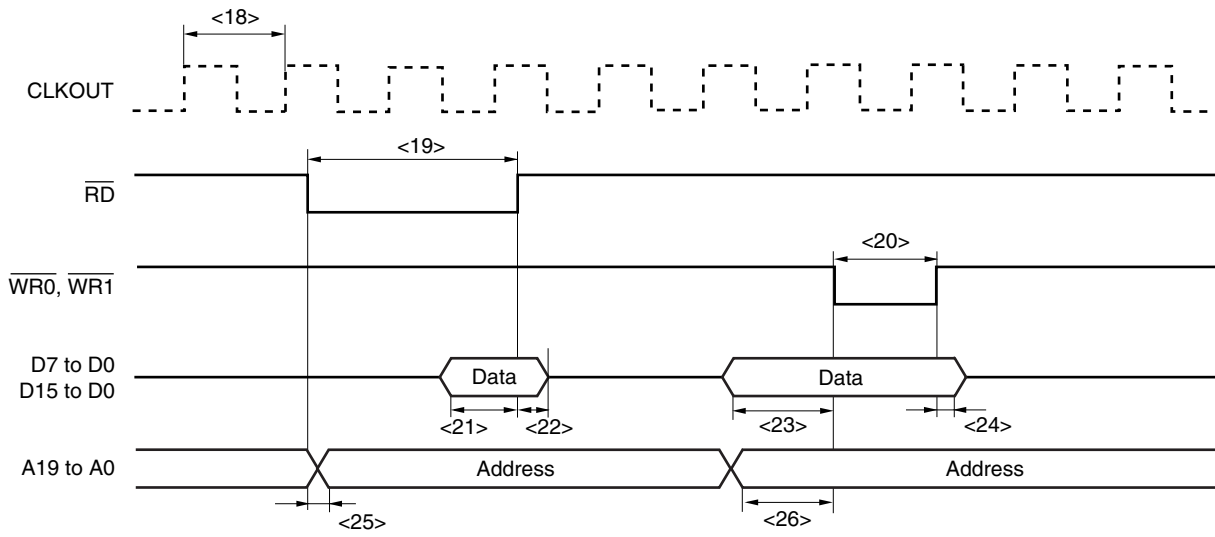 <18>
CLKOUT
<19>
RD
<20>
WR0, WR1
D7 to D0
D15 to D0
Data
Data
<21>
<22>
<23>
<24>
A19 to A0
Address
Address
<25>
<26>